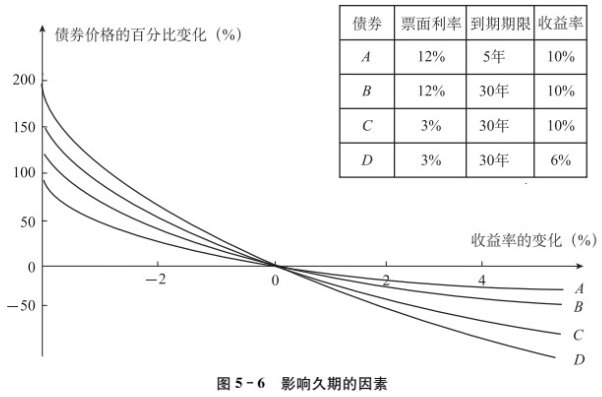 债券价格的百分比变化（%）
债券 票面利率 到期期限 收益率
A 12% 5年 10%
B 12% 30年 10%
C 3% 30年 10%
D 3% 30年 6%
200
150
100
50
0
-50
-2 0 2 4
收益率的变化（%）
A
B
C
D
图 5-6 影响久期的因素